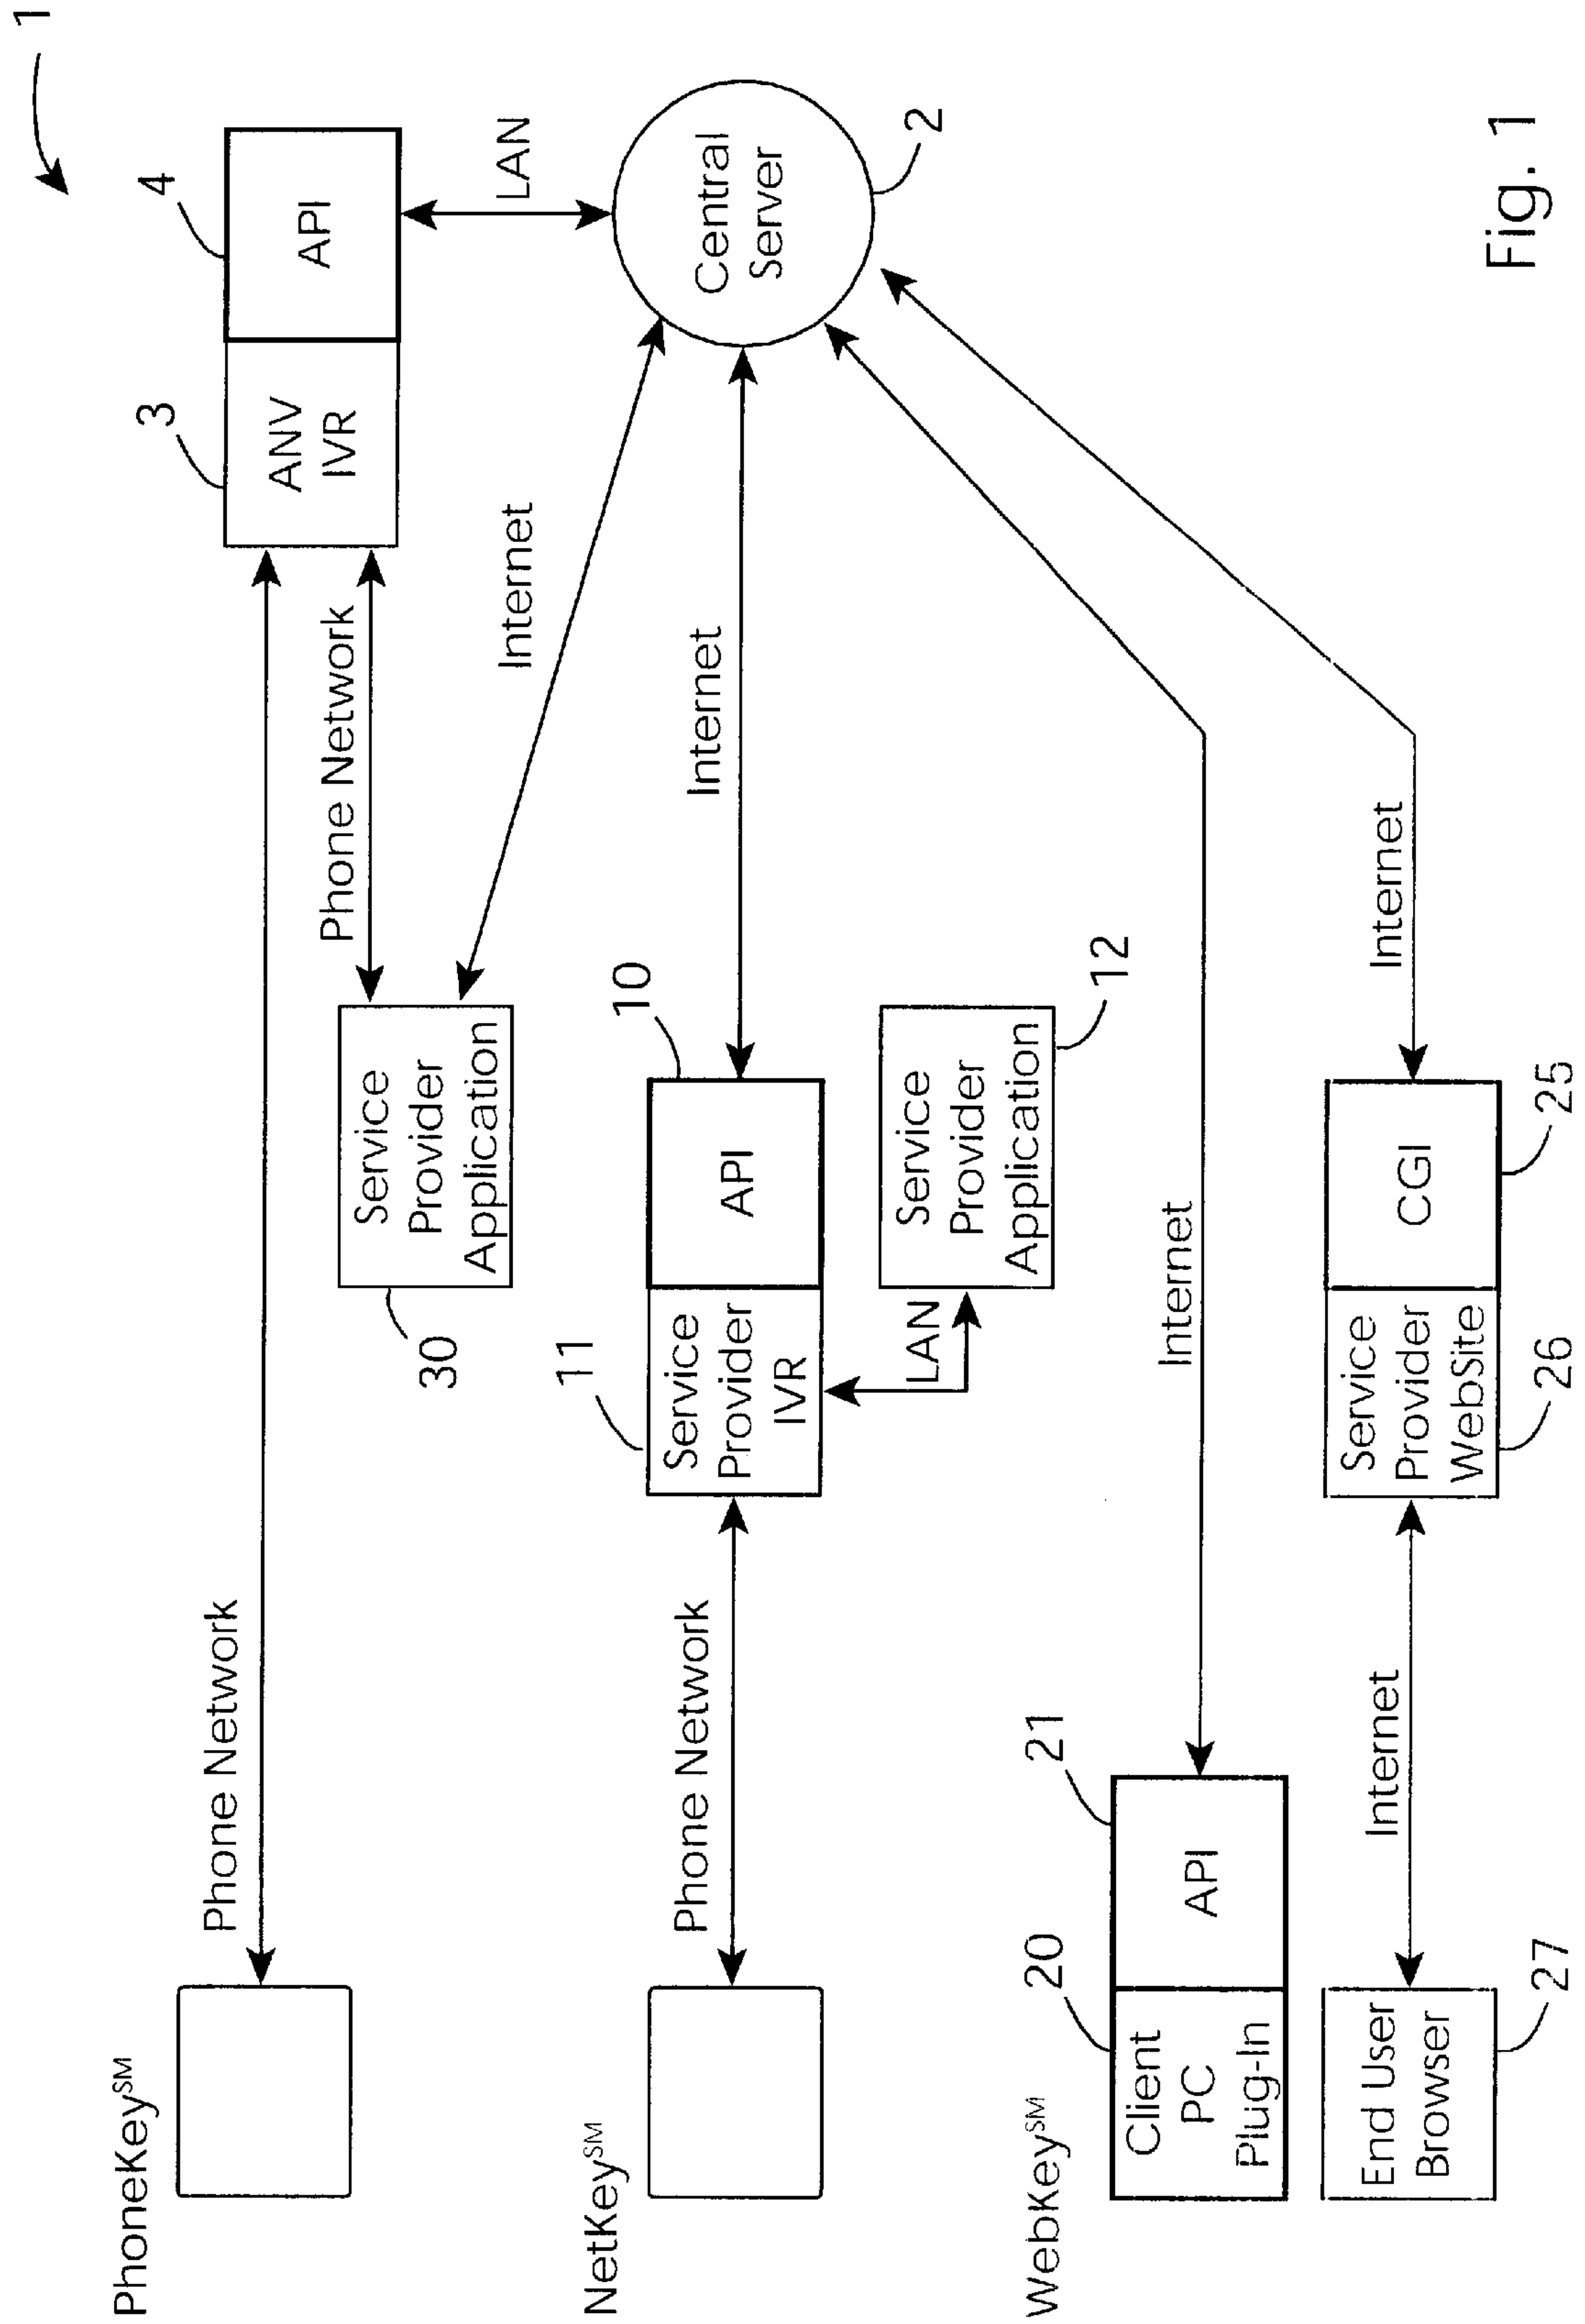 1
PhoneKey℠
Phone Network
3
4
ANV
IVR
API
Phone Network
LAN
30
Service
Provider
Application
Internet
Central
Server
2
NetKey℠
Phone Network
11
10
Service
Provider
IVR
API
Internet
LAN
Service
Provider
Application
12
WebKey℠
20
21
Client
PC
Plug-In
API
Internet
End User
Browser
27
Internet
Service
Provider
WebSite
26
CGI
25
Internet
Fig. 1